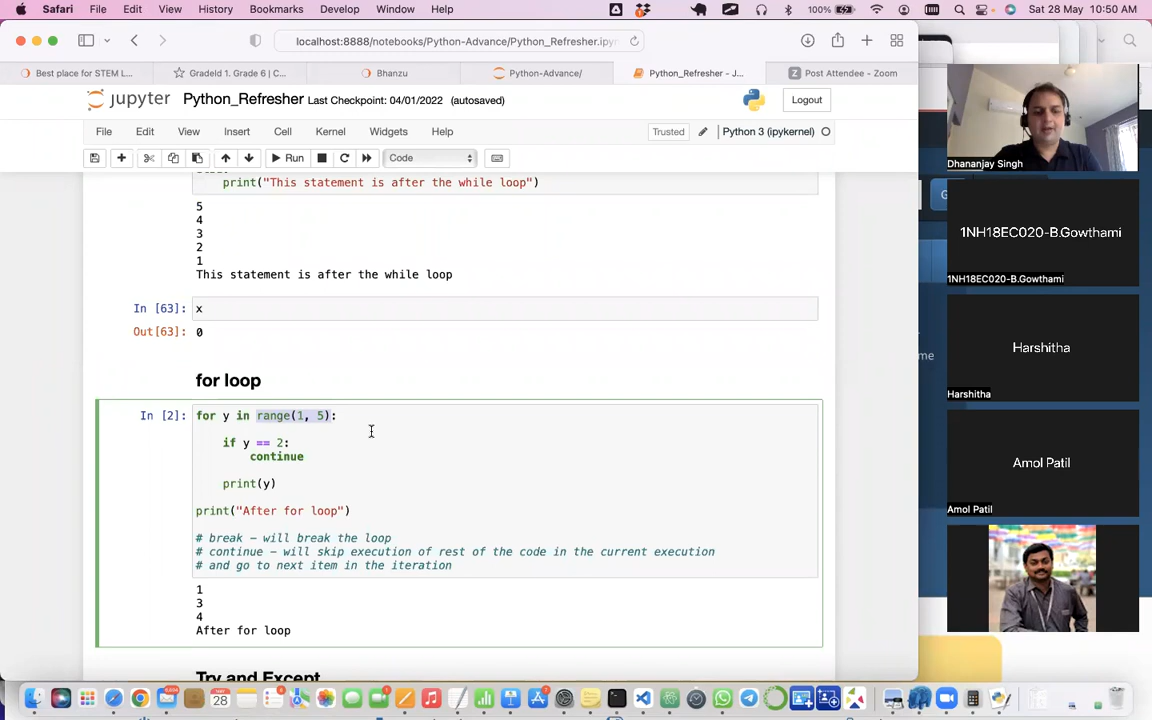 Safari File Edit View History Bookmarks Develop Window Help 100% Sat 28 May 10:50 AM
localhost:8888/notebooks/Python-Advance/Python_Refresher.ipy
Best place for STEM L... GradeId 1. Grade 6 | C... Bhanzu Python-Advance/ Python_Refresher - J... Post Attendee - Zoom
jupyter Python_Refresher Last Checkpoint: 04/01/2022 (autosaved) Logout
File Edit View Insert Cell Kernel Widgets Help Trusted Python 3 (ipykernel)
Run Code
print("This statement is after the while loop")
5
4
3
2
1
This statement is after the while loop
In [63]: x
Out[63]: 0
for loop
In [2]: for y in range(1, 5):
if y == 2:
continue
print(y)
print("After for loop")
# break - will break the loop
# continue - will skip execution of rest of the code in the current execution
# and go to next item in the iteration
1
3
4
After for loop
Try and Except
Dhananjay Singh
1NH18EC020-B.Gowthami
1NH18EC020-B.Gowthami
Harshitha
Harshitha
Amol Patil
Amol Patil
me